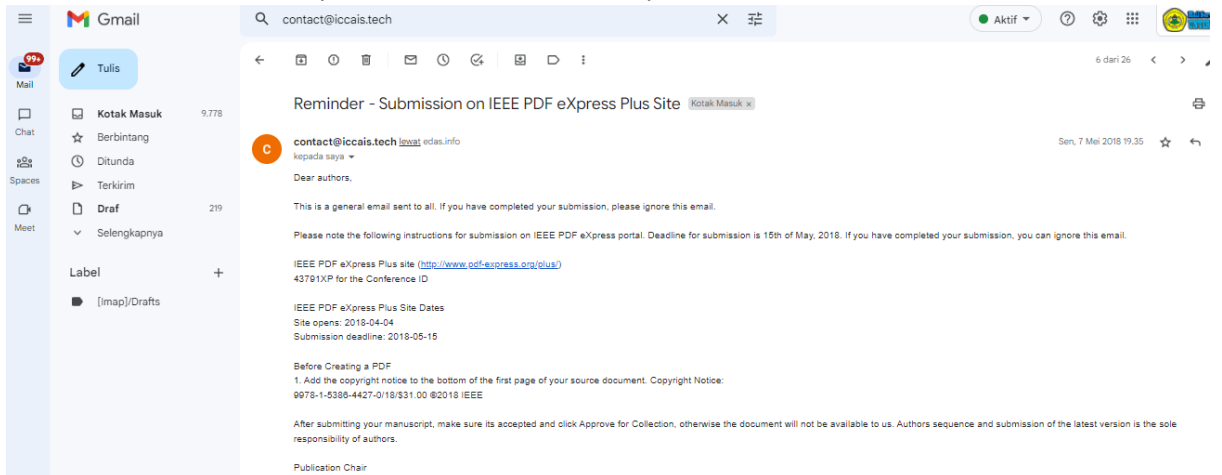 Gmail
contact@iccais.tech
Aktif
99+
Mail
Tulis
6 dari 26
Reminder - Submission on IEEE PDF eXpress Plus Site Kotak Masuk x
Chat
Kotak Masuk 9.778
Berbintang
contact@iccais.tech lewat edas.info
Sen, 7 Mei 2018 19.35
kepada saya
Spaces
Ditunda
Terkirim
Meet
Draf 219
Selengkapnya
Label +
[Imap]/Drafts
Dear authors,
This is a general email sent to all. If you have completed your submission, please ignore this email.
Please note the following instructions for submission on IEEE PDF eXpress portal. Deadline for submission is 15th of May, 2018. If you have completed your submission, you can ignore this email.
IEEE PDF eXpress Plus site (http://www.pdf-express.org/plus/)
43791XP for the Conference ID
IEEE PDF eXpress Plus Site Dates
Site opens: 2018-04-04
Submission deadline: 2018-05-15
Before Creating a PDF
1. Add the copyright notice to the bottom of the first page of your source document. Copyright Notice:
9978-1-5386-4427-0/18/$31.00 ©2018 IEEE
After submitting your manuscript, make sure its accepted and click Approve for Collection, otherwise the document will not be available to us. Authors sequence and submission of the latest version is the sole
responsibility of authors.
Publication Chair